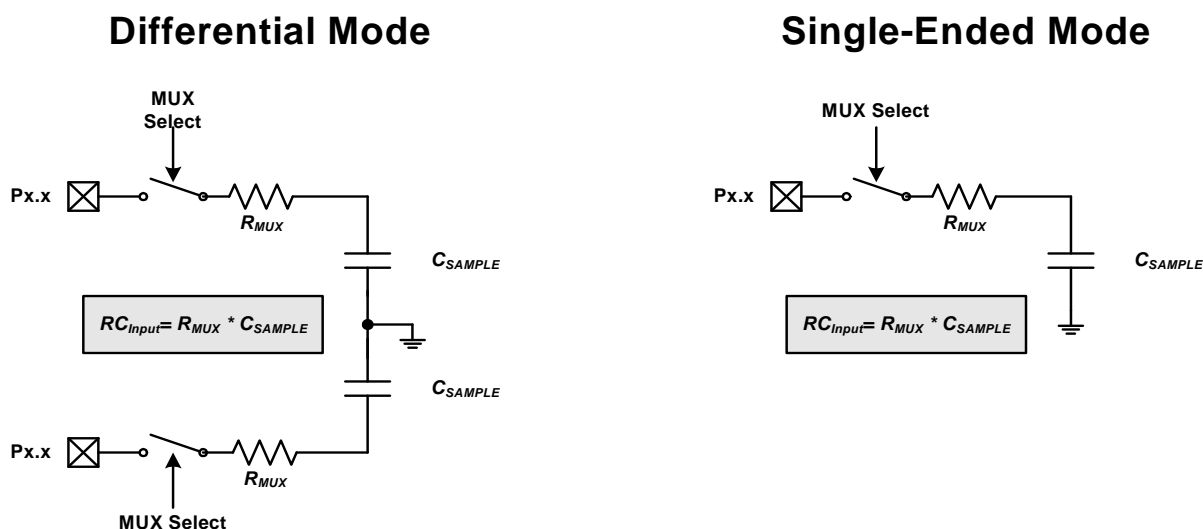 Differential Mode
MUX
Select
Px.x
R_MUX
C_SAMPLE
RC_Input= R_MUX * C_SAMPLE
C_SAMPLE
Px.x
R_MUX
MUX Select
Single-Ended Mode
MUX Select
Px.x
R_MUX
C_SAMPLE
RC_Input= R_MUX * C_SAMPLE